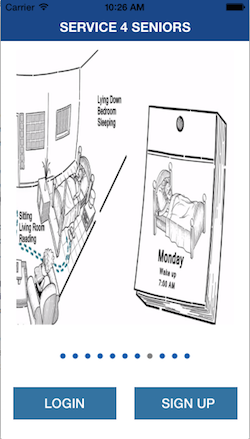 Carrier
10:26 AM
SERVICE 4 SENIORS
Lying Down
Bedroom
Sleeping
Sitting
Living Room
Reading
Monday
Wake up
7:00 AM
LOGIN
SIGN UP